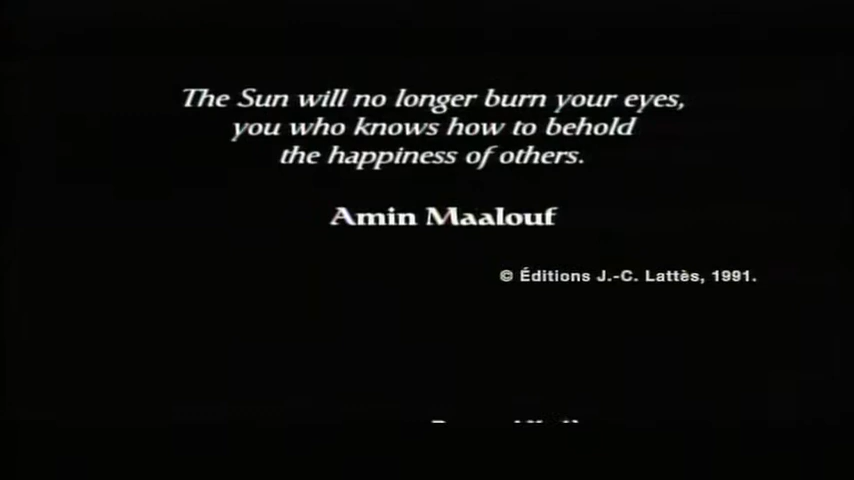 The Sun will no longer burn your eyes,
you who knows how to behold
the happiness of others.
Amin Maalouf
© Éditions J.-C. Lattès, 1991.